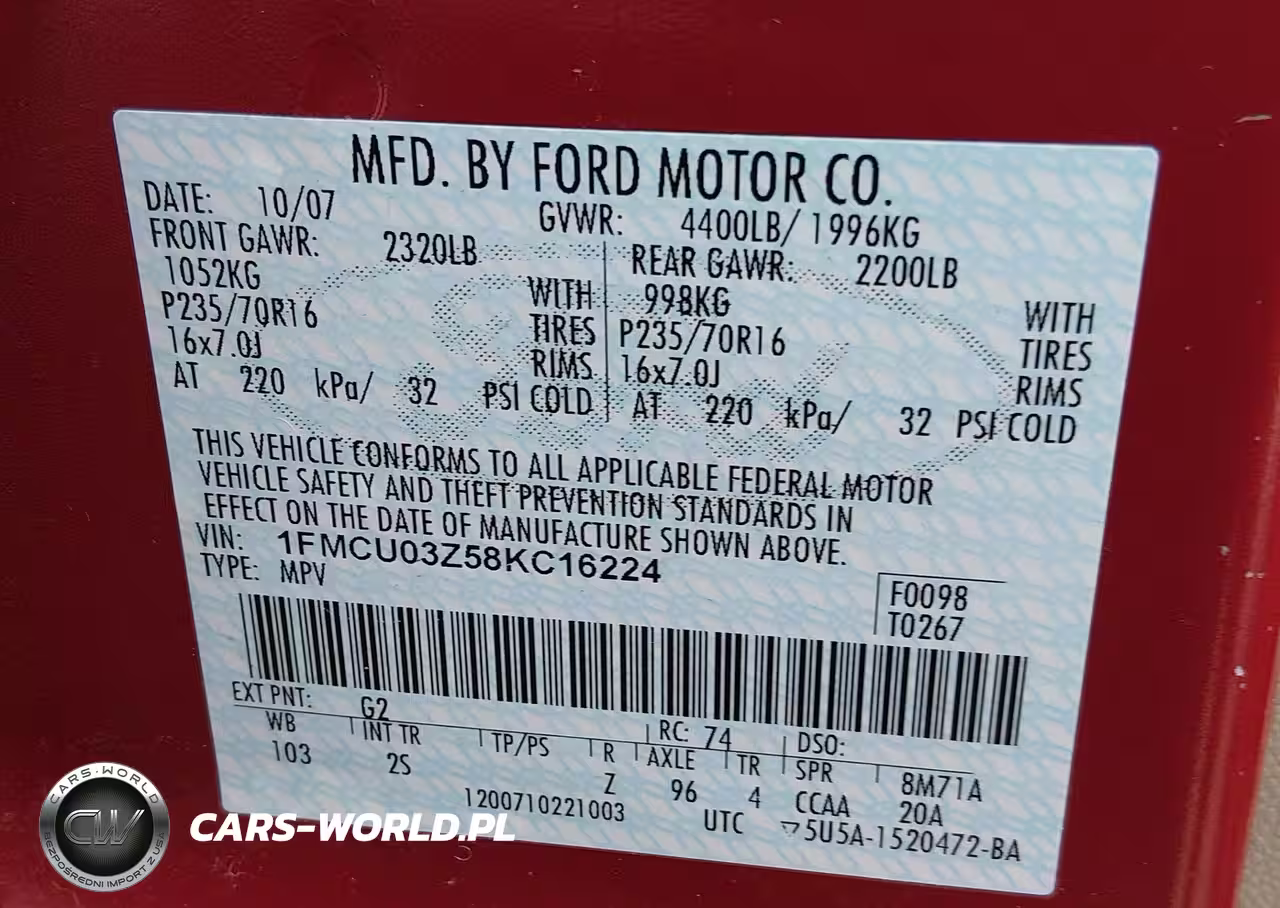 MFD. BY FORD MOTOR CO.
DATE: 10/07 GVWR: 4400LB/ 1996KG
FRONT GAWR: 2320LB REAR GAWR: 2200LB
1052KG WITH 998KG WITH
P235/70R16 TIRES P235/70R16 TIRES
16x7.0J RIMS 16x7.0J RIMS
AT 220 kPa/ 32 PSI COLD AT 220 kPa/ 32 PSI COLD
THIS VEHICLE CONFORMS TO ALL APPLICABLE FEDERAL MOTOR
VEHICLE SAFETY AND THEFT PREVENTION STANDARDS IN
EFFECT ON THE DATE OF MANUFACTURE SHOWN ABOVE.
VIN: 1FMCU03Z58KC16224
TYPE: MPV
F0098
T0267
EXT PNT: G2 RC: 74 DSO:
WB INT TR TP/PS R AXLE TR SPR 8M71A
103 2S Z 96 4 CCAA 20A
1200710221003 UTC 5U5A-1520472-BA
CARS-WORLD
CW
BEZPOŚREDNI IMPORT Z USA
CARS-WORLD.PL